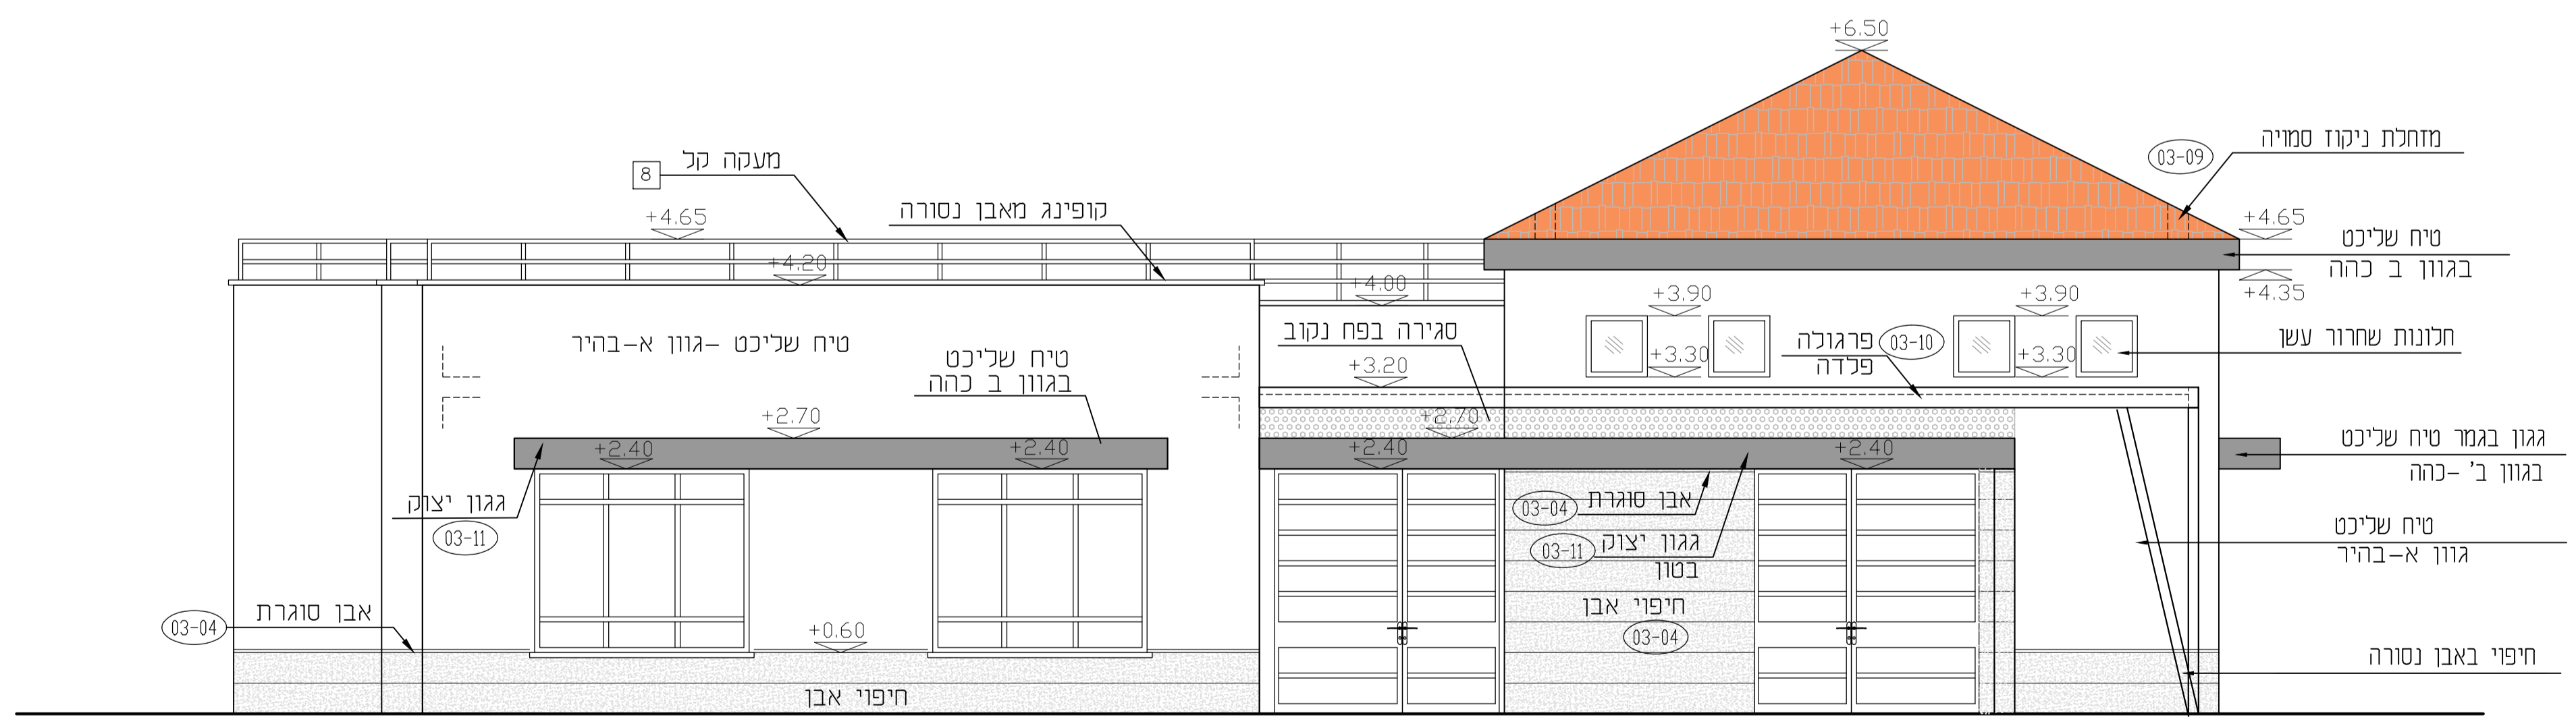 +6.50
מזחלת ניקוז סמויה
03-09
מעקה קל
8
קופינג מאבן נסורה
+4.65
+4.65
טיח שליכט
בגוון ב כהה
+4.20
+4.00
+4.35
+3.90
+3.90
טיח שליכט -גוון א-בהיר
סגירה בפח נקוב
פרגולה
פלדה
03-10
חלונות שחרור עשן
+3.30
+3.30
טיח שליכט
בגוון ב כהה
+3.20
+2.70
+2.70
+2.40
+2.40
+2.40
+2.40
גגון בגמר טיח שליכט
בגוון ב' -כהה
גגון יצוק
03-11
אבן סוגרת
03-04
גגון יצוק
בטון
03-11
טיח שליכט
גוון א-בהיר
חיפוי אבן
03-04
אבן סוגרת
03-04
+0.60
חיפוי באבן נסורה
חיפוי אבן